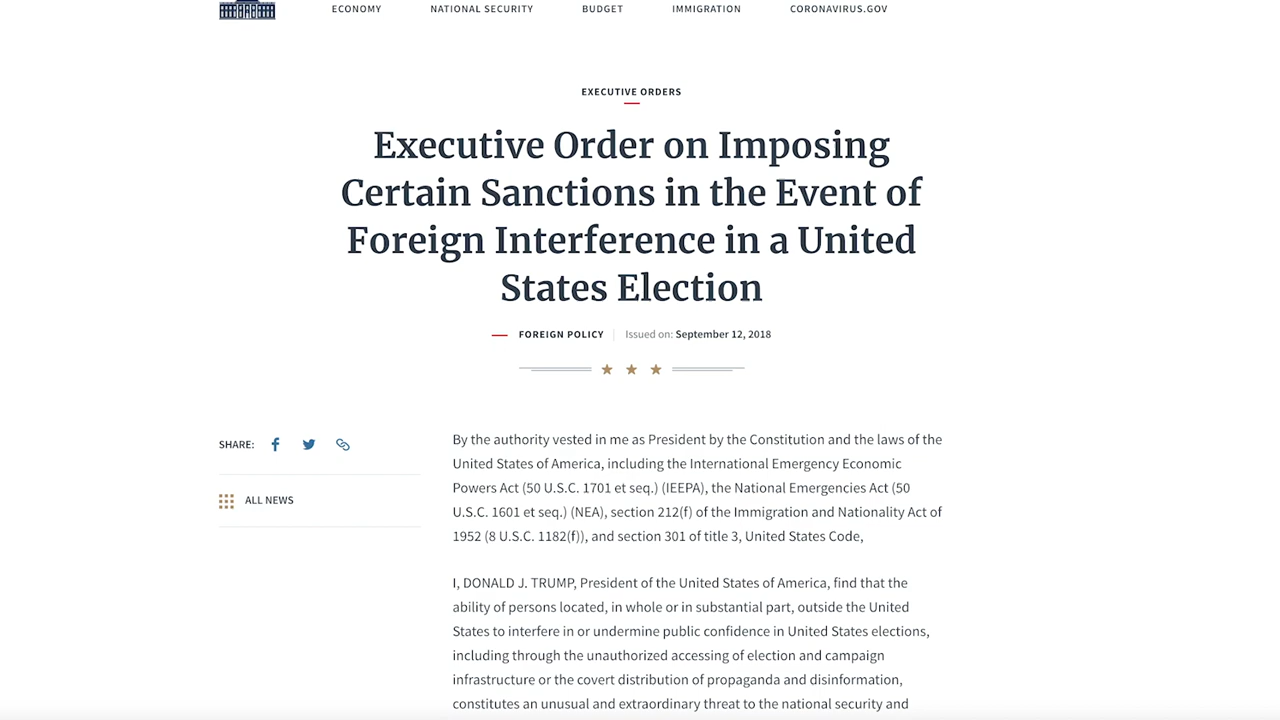 ECONOMY NATIONAL SECURITY BUDGET IMMIGRATION CORONAVIRUS.GOV
EXECUTIVE ORDERS
Executive Order on Imposing
Certain Sanctions in the Event of
Foreign Interference in a United
States Election
FOREIGN POLICY Issued on: September 12, 2018
SHARE:
ALL NEWS
By the authority vested in me as President by the Constitution and the laws of the
United States of America, including the International Emergency Economic
Powers Act (50 U.S.C. 1701 et seq.) (IEEPA), the National Emergencies Act (50
U.S.C. 1601 et seq.) (NEA), section 212(f) of the Immigration and Nationality Act of
1952 (8 U.S.C. 1182(f)), and section 301 of title 3, United States Code,
I, DONALD J. TRUMP, President of the United States of America, find that the
ability of persons located, in whole or in substantial part, outside the United
States to interfere in or undermine public confidence in United States elections,
including through the unauthorized accessing of election and campaign
infrastructure or the covert distribution of propaganda and disinformation,
constitutes an unusual and extraordinary threat to the national security and